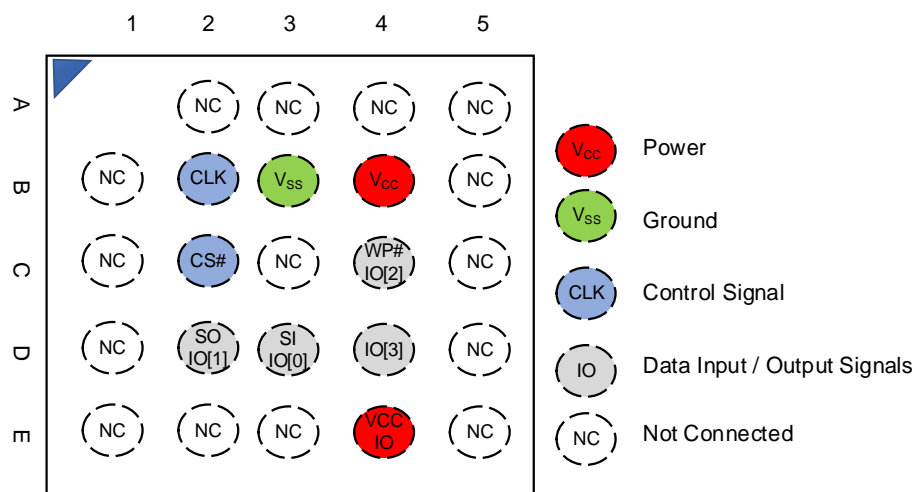 1 2 3 4 5
A NC NC NC NC
B NC CLK VSS VCC NC
C NC CS# NC WP# IO[2] NC
D NC SO IO[1] SI IO[0] IO[3] NC
E NC NC NC VCC IO NC
VCC Power
VSS Ground
CLK Control Signal
IO Data Input / Output Signals
NC Not Connected